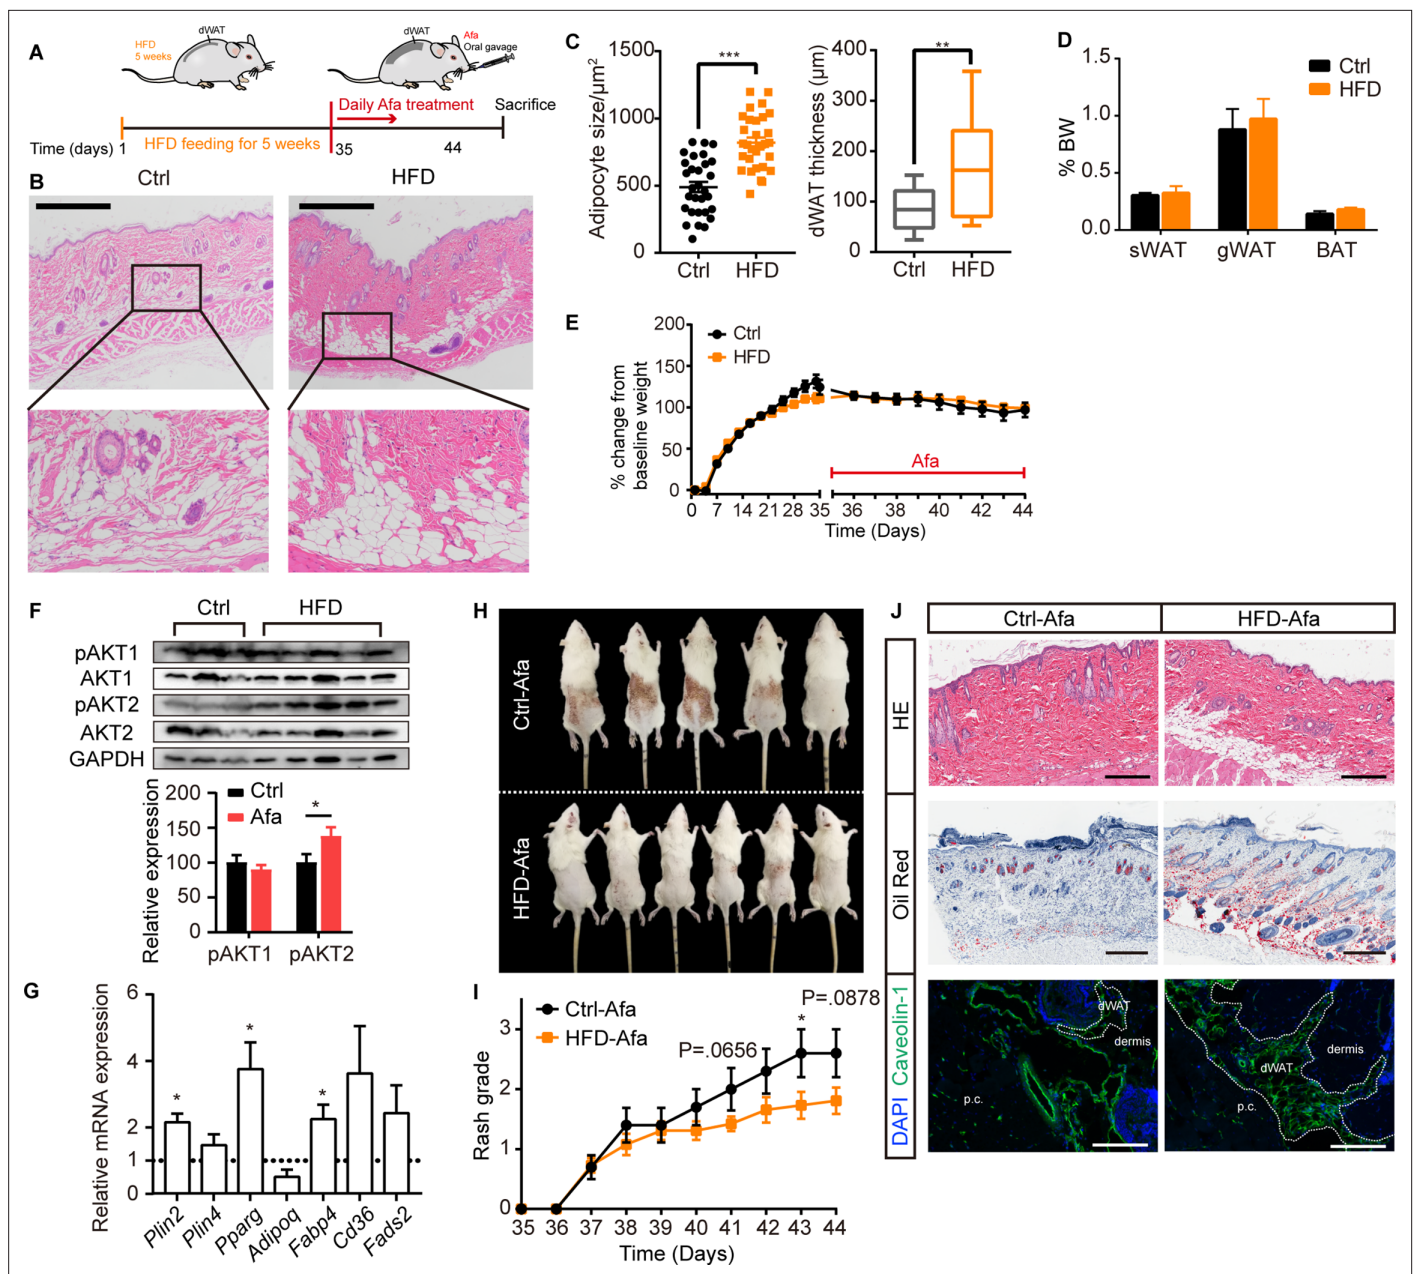 A
HFD
5 weeks
dWAT
dWAT
Afa
Oral gavage
Daily Afa treatment
Sacrifice
Time (days) 1
HFD feeding for 5 weeks
35
44
B
Ctrl
HFD
C
Adipocyte size/μm²
1500
1000
500
0
***
Ctrl
HFD
dWAT thickness (μm)
400
300
200
100
0
**
Ctrl
HFD
D
% BW
1.5
1.0
0.5
0.0
Ctrl
HFD
sWAT
gWAT
BAT
E
% change from
baseline weight
200
150
100
50
0
Ctrl
HFD
Afa
0 7 14 21 28 35 36 38 40 42 44
Time (Days)
F
Ctrl
HFD
pAKT1
AKT1
pAKT2
AKT2
GAPDH
Relative expression
200
150
100
50
0
Ctrl
Afa
*
pAKT1
pAKT2
G
Relative mRNA expression
6
4
2
1
0
*
*
*
Plin2
Plin4
Pparg
Adipoq
Fabp4
Cd36
Fads2
H
Ctrl-Afa
HFD-Afa
I
Rash grade
3
2
1
0
Ctrl-Afa
HFD-Afa
P=.0656
P=.0878
*
35 36 37 38 39 40 41 42 43 44
Time (Days)
J
Ctrl-Afa
HFD-Afa
HE
Oil Red
DAPI Caveolin-1
dWAT
dermis
p.c.
dWAT
dermis
p.c.